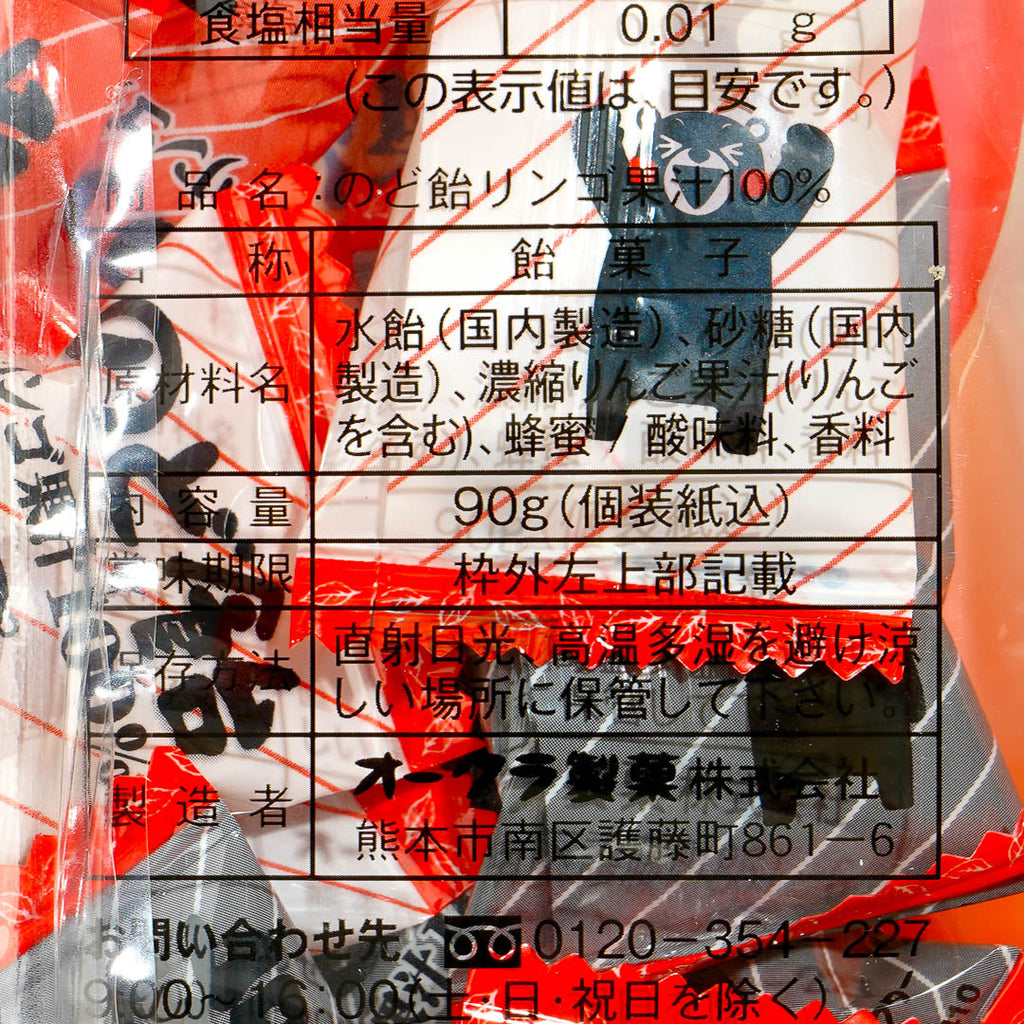 食塩相当量 0.01 g
(この表示値は、目安です。)
商品名:のど飴リンゴ果汁100%
名称 飴菓子
原材料名 水飴(国内製造)、砂糖(国内
製造)、濃縮りんご果汁(りんご
を含む)、蜂蜜/酸味料、香料
内容量 90g(個装紙込)
賞味期限 枠外左上部記載
保存方法 直射日光、高温多湿を避け涼
しい場所に保管して下さい。
製造者 オークラ製菓株式会社
熊本市南区護藤町861-6
お問い合わせ先 0120-354-227
9:00~16:00(土・日・祝日を除く)